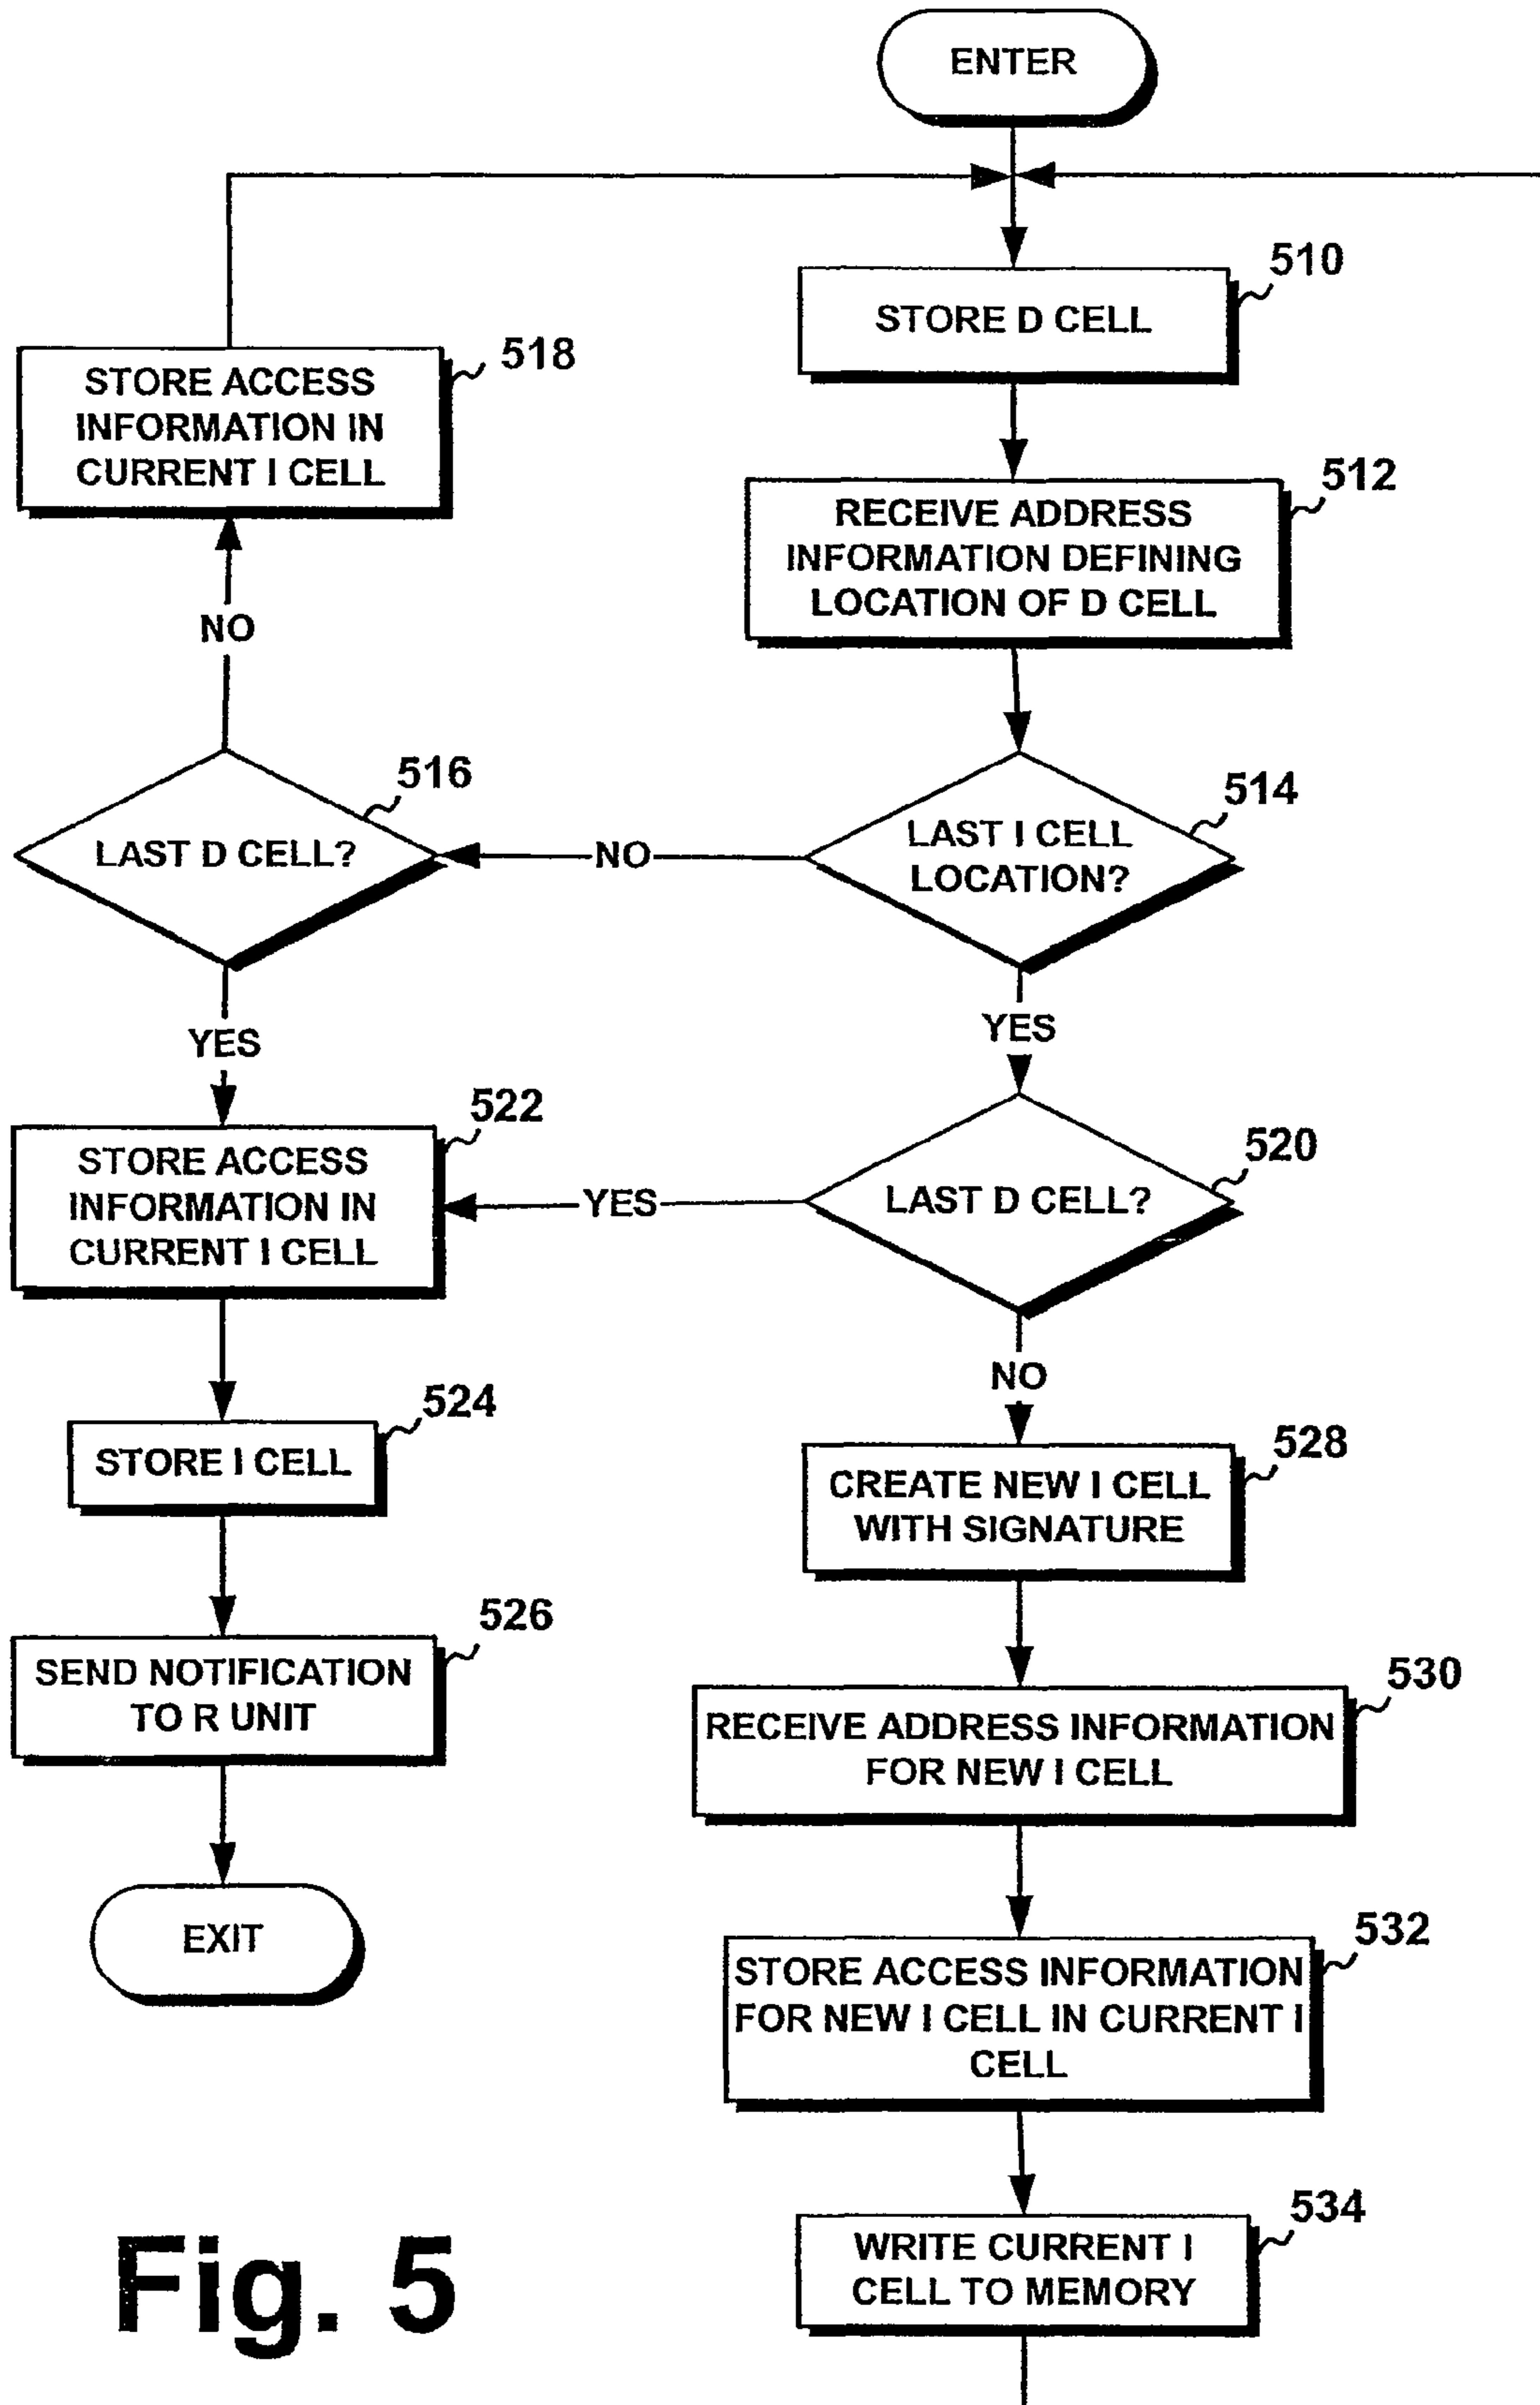 ENTER
510
STORE D CELL
518
STORE ACCESS
INFORMATION IN
CURRENT I CELL
512
RECEIVE ADDRESS
INFORMATION DEFINING
LOCATION OF D CELL
NO
516
LAST D CELL?
NO
514
LAST I CELL
LOCATION?
YES
YES
522
STORE ACCESS
INFORMATION IN
CURRENT I CELL
YES
520
LAST D CELL?
NO
524
STORE I CELL
528
CREATE NEW I CELL
WITH SIGNATURE
526
SEND NOTIFICATION
TO R UNIT
530
RECEIVE ADDRESS INFORMATION
FOR NEW I CELL
EXIT
532
STORE ACCESS INFORMATION
FOR NEW I CELL IN CURRENT I
CELL
534
WRITE CURRENT I
CELL TO MEMORY
Fig. 5